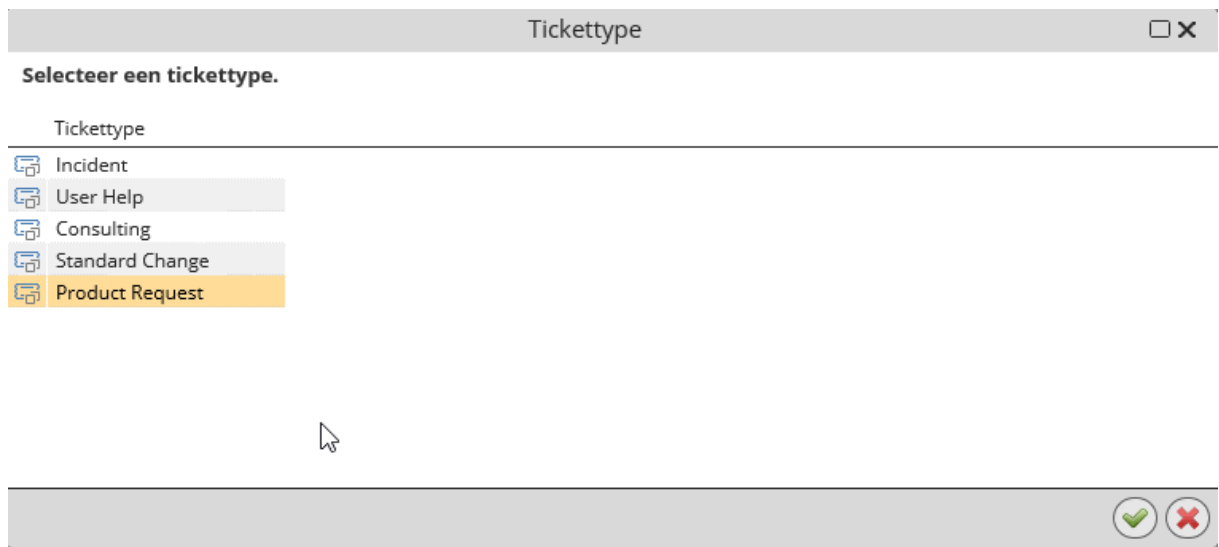 Tickettype
Selecteer een tickettype.
Tickettype
Incident
User Help
Consulting
Standard Change
Product Request